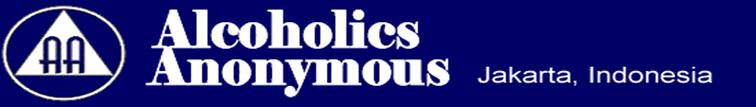 AA
Alcoholics
Anonymous
Jakarta, Indonesia